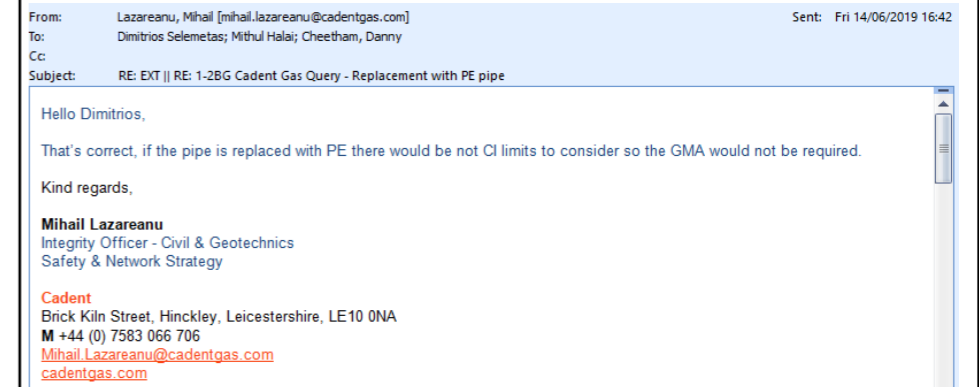 From: Lazareanu, Mihail [mihail.lazareanu@cadentgas.com] Sent: Fri 14/06/2019 16:42
To: Dimitrios Selemetas; Mithul Halai; Cheetham, Danny
Cc:
Subject: RE: EXT || RE: 1-2BG Cadent Gas Query - Replacement with PE pipe
Hello Dimitrios,
That's correct, if the pipe is replaced with PE there would be not CI limits to consider so the GMA would not be required.
Kind regards,
Mihail Lazareanu
Integrity Officer - Civil & Geotechnics
Safety & Network Strategy
Cadent
Brick Kiln Street, Hinckley, Leicestershire, LE10 0NA
M +44 (0) 7583 066 706
Mihail.Lazareanu@cadentgas.com
cadentgas.com